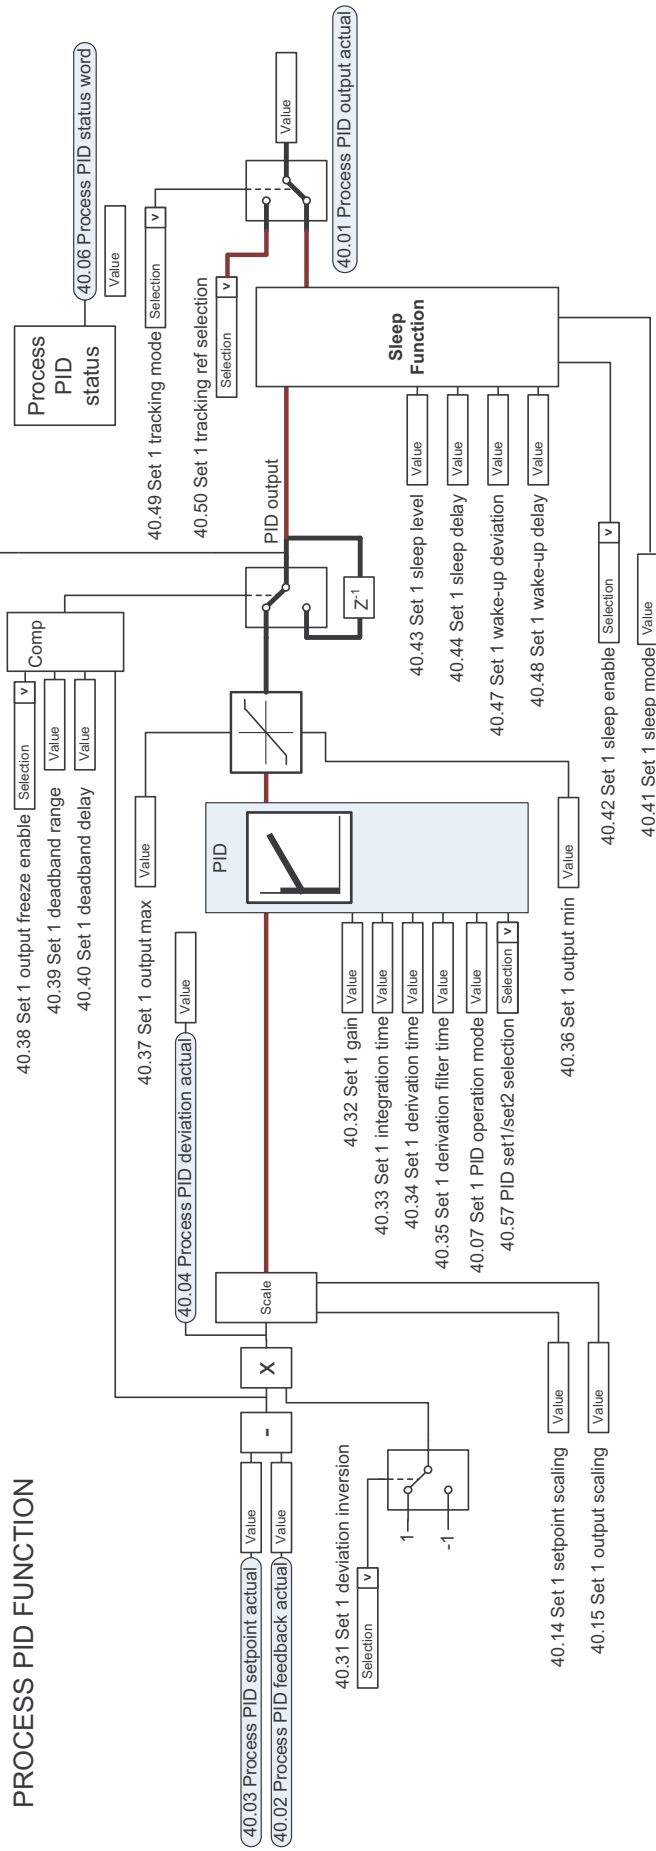 PROCESS PID FUNCTION
40.03 Process PID setpoint actual
Value
40.02 Process PID feedback actual
Value
-
X
40.31 Set 1 deviation inversion
Selection
v
1
-1
40.04 Process PID deviation actual
Value
Scale
40.14 Set 1 setpoint scaling
Value
40.15 Set 1 output scaling
Value
PID
40.32 Set 1 gain
Value
40.33 Set 1 integration time
Value
40.34 Set 1 derivation time
Value
40.35 Set 1 derivation filter time
Value
40.07 Set 1 PID operation mode
Value
40.57 PID set1/set2 selection
Selection
v
40.37 Set 1 output max
Value
40.36 Set 1 output min
Value
40.38 Set 1 output freeze enable
Selection
v
40.39 Set 1 deadband range
Value
40.40 Set 1 deadband delay
Value
Comp
Z-1
PID output
40.43 Set 1 sleep level
Value
40.44 Set 1 sleep delay
Value
40.47 Set 1 wake-up deviation
Value
40.48 Set 1 wake-up delay
Value
40.42 Set 1 sleep enable
Selection
v
40.41 Set 1 sleep mode
Value
Sleep
Function
Process
PID
status
40.06 Process PID status word
Value
40.49 Set 1 tracking mode
Selection
v
40.50 Set 1 tracking ref selection
Selection
v
Value
40.01 Process PID output actual